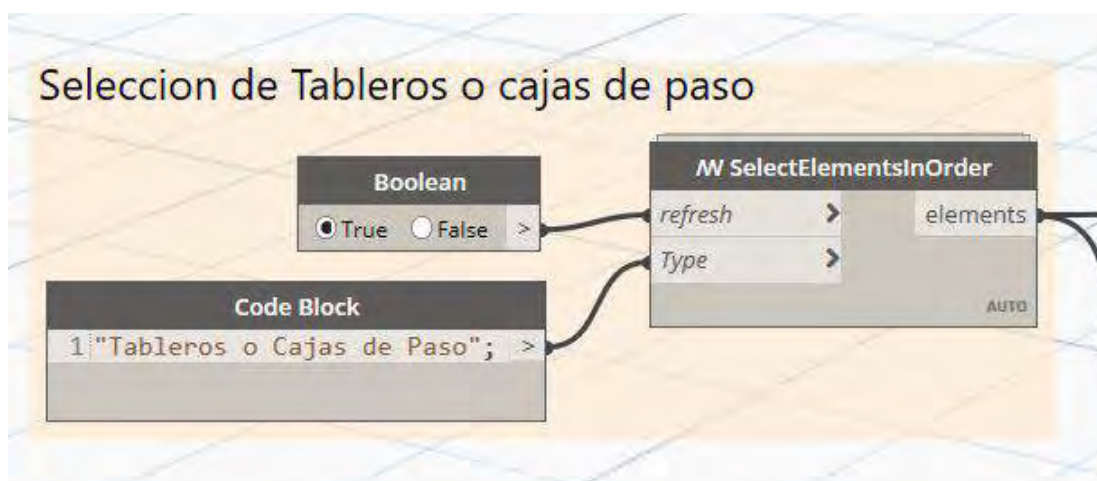 Seleccion de Tableros o cajas de paso
Boolean
True False >
Code Block
1 "Tableros o Cajas de Paso"; >
/W SelectElementsInOrder
refresh > elements
Type >
AUTO